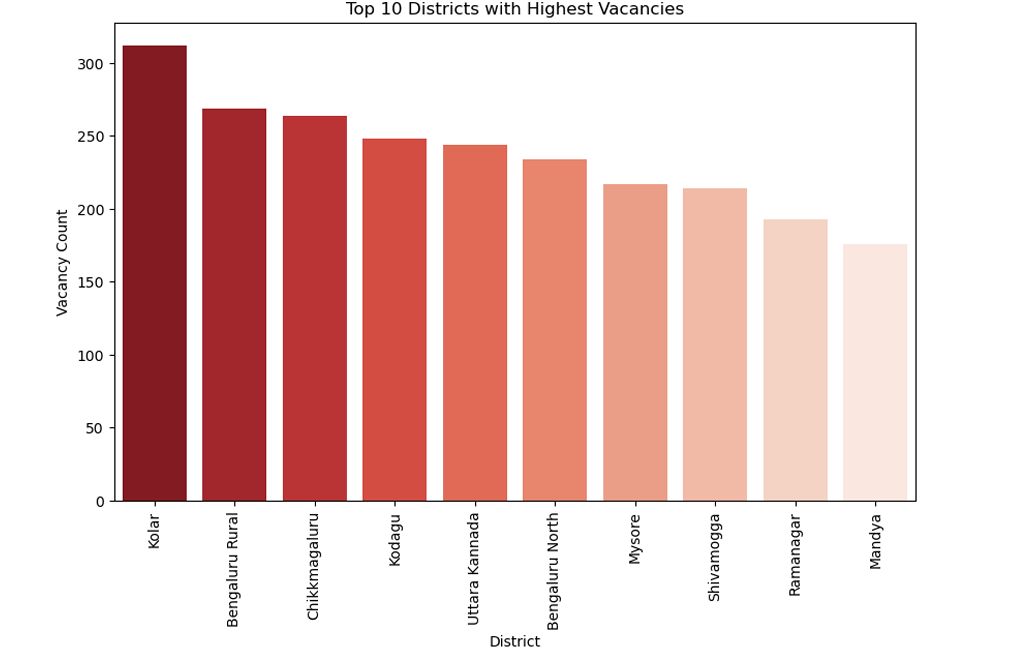 Top 10 Districts with Highest Vacancies
Vacancy Count
300
250
200
150
100
50
0
Kolar
Bengaluru Rural
Chikkmagaluru
Kodagu
Uttara Kannada
Bengaluru North
Mysore
Shivamogga
Ramanagar
Mandya
District